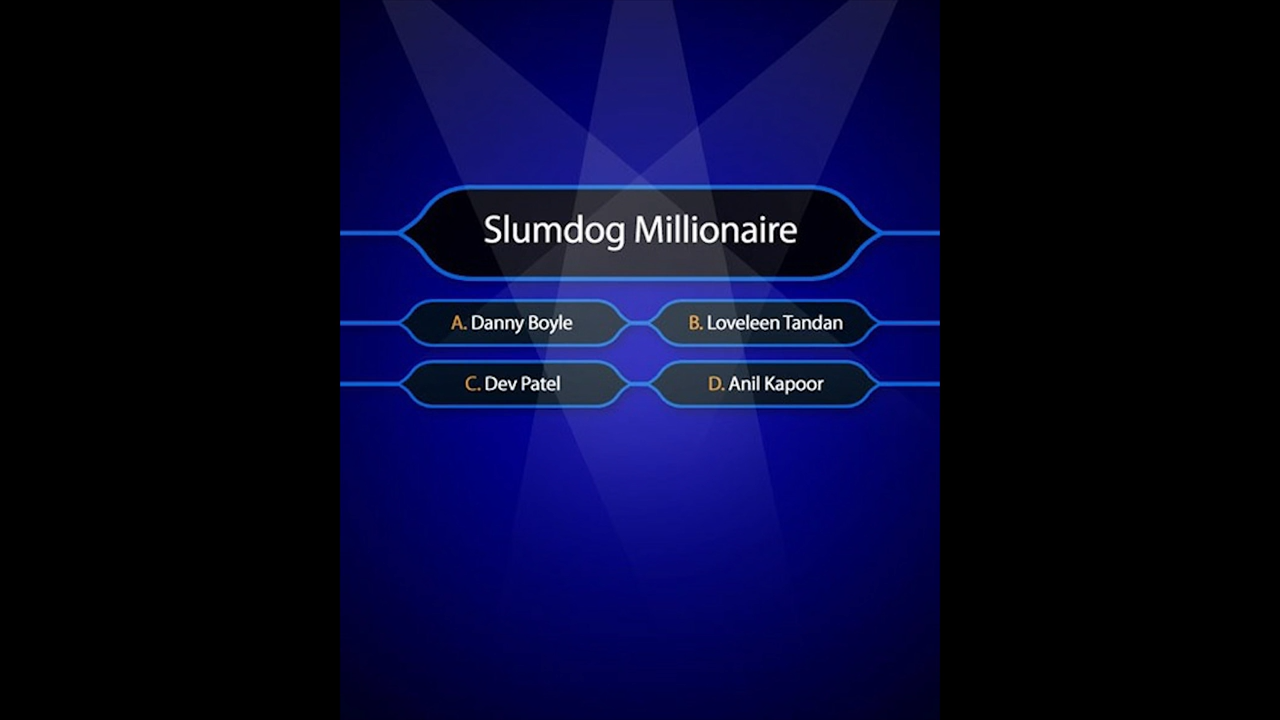 Slumdog Millionaire
A. Danny Boyle
B. Loveleen Tandan
C. Dev Patel
D. Anil Kapoor